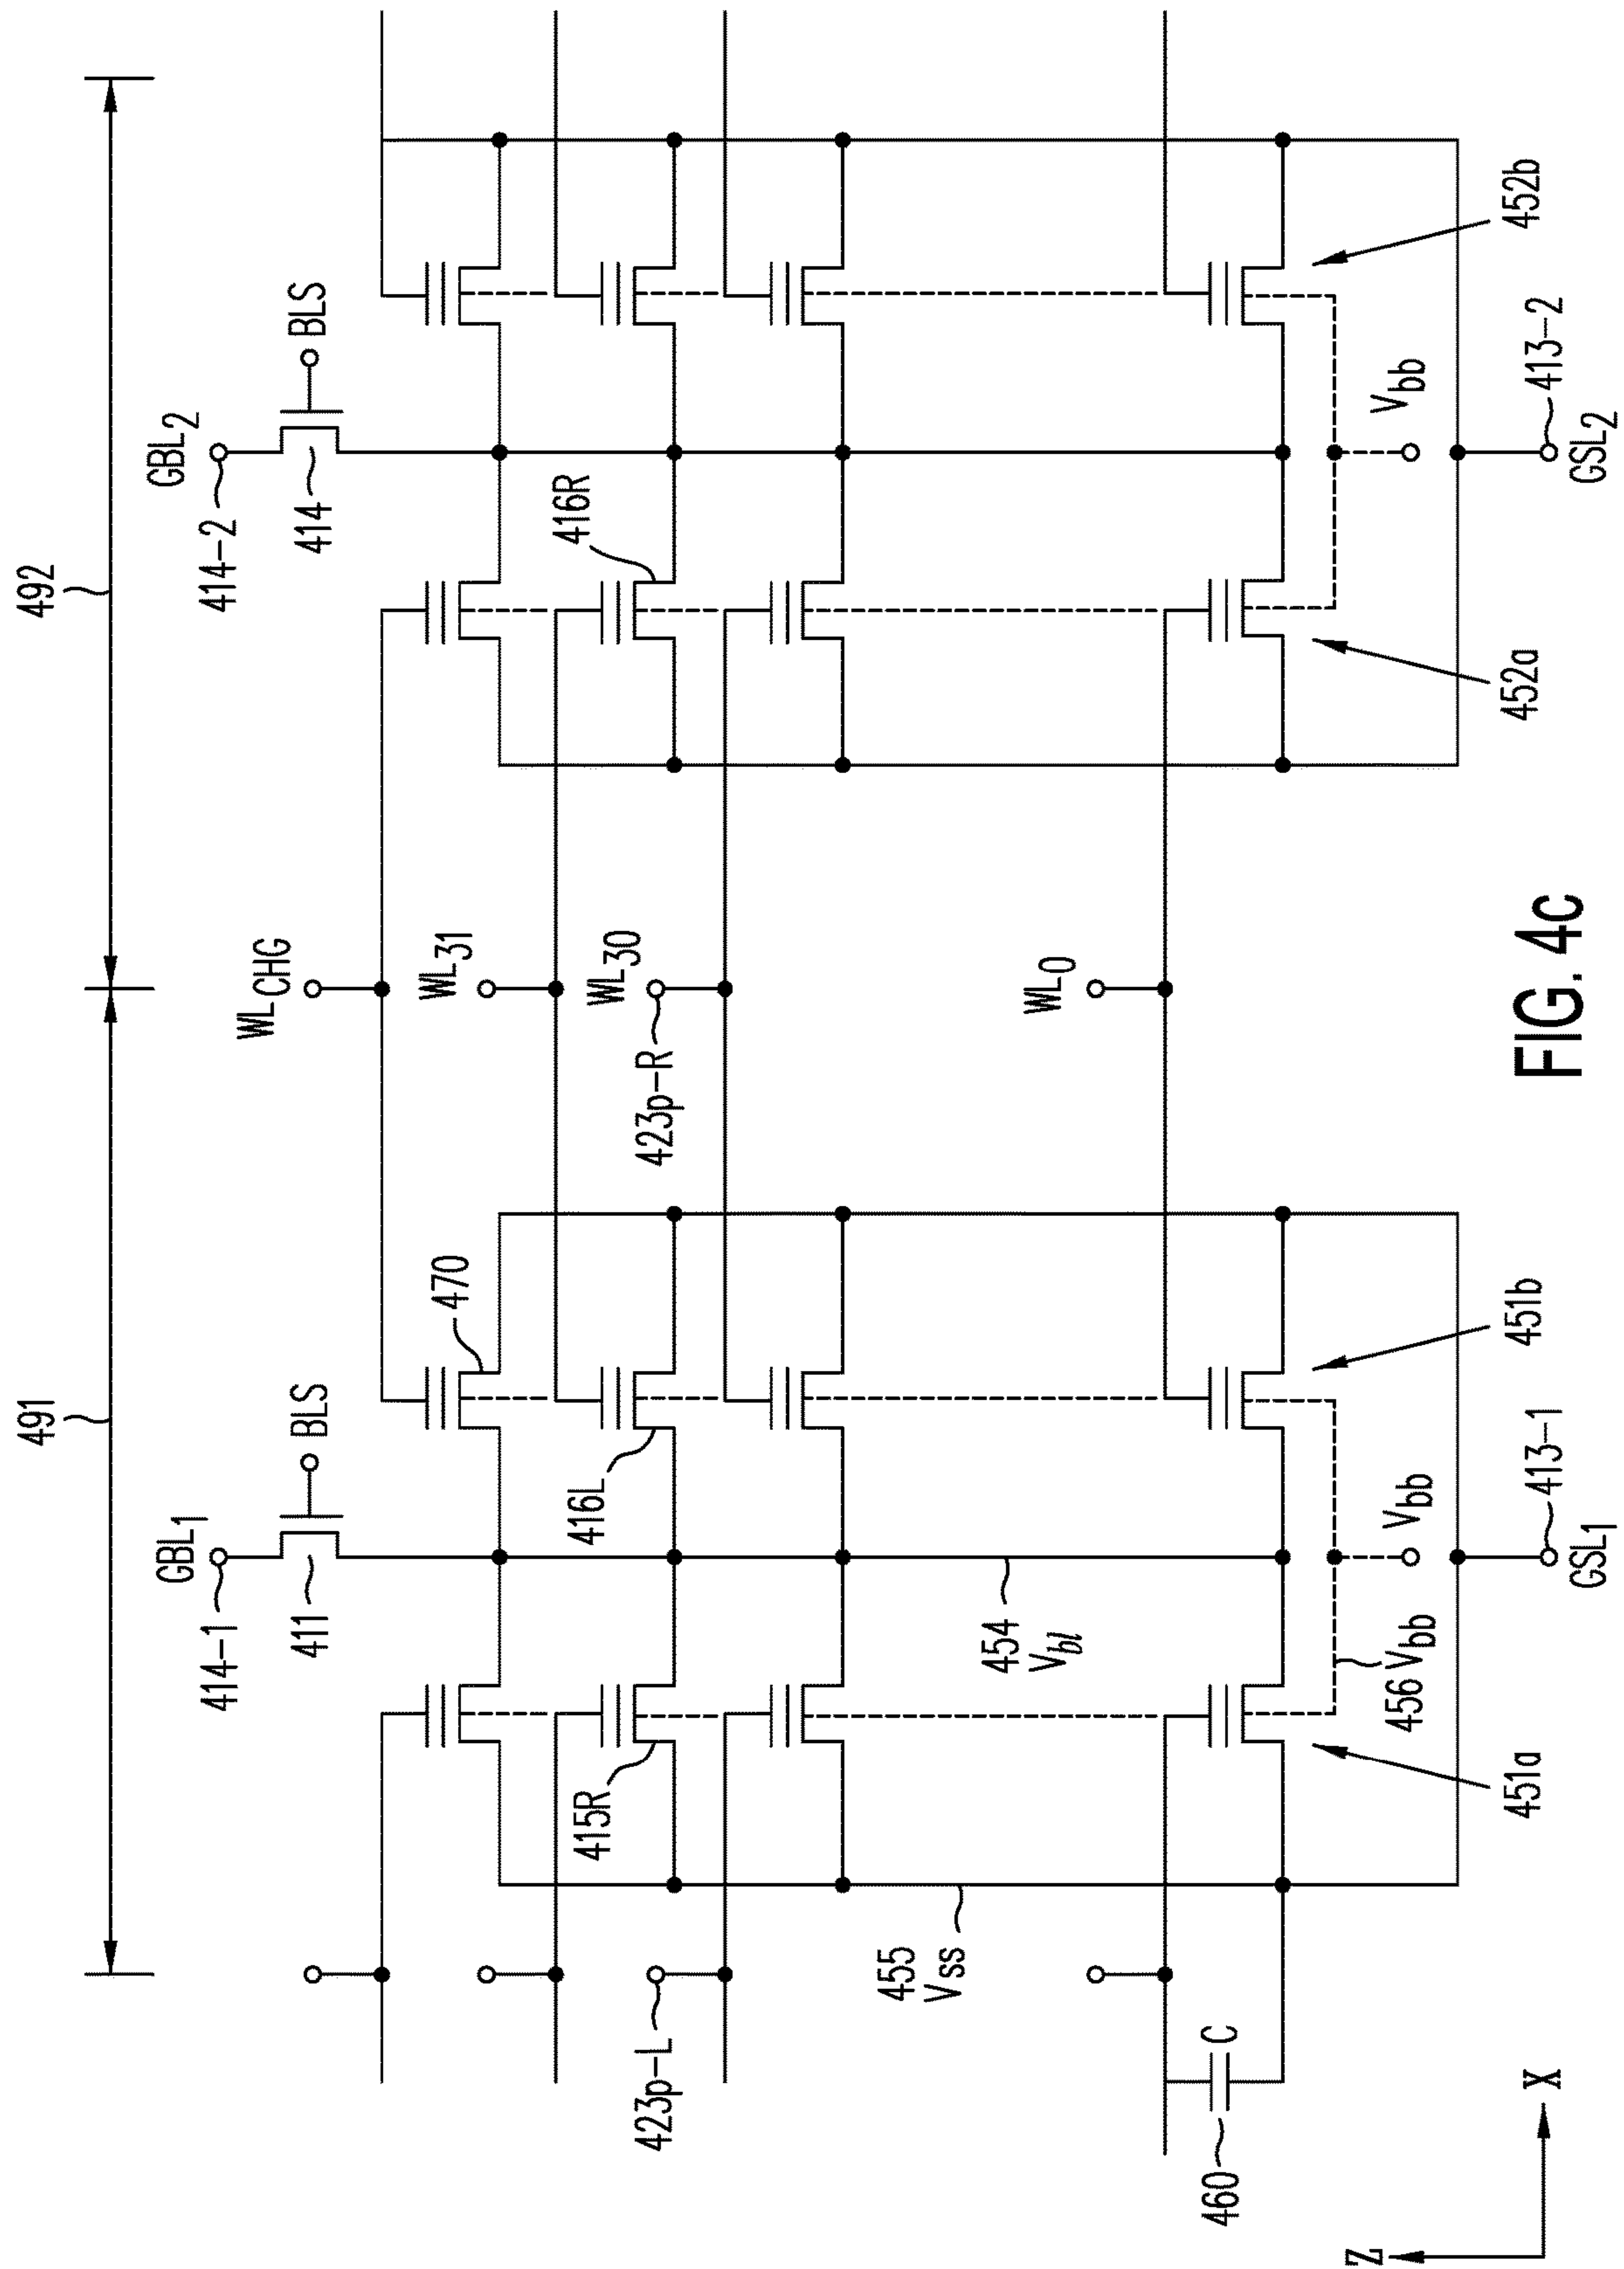 491
492
GBL1
414-1
411
BLS
GBL2
414-2
414
BLS
WLCHG
WL31
WL30
423p-R
WL0
470
415R
416L
416R
423p-L
454
Vbl
455
Vss
460
C
456 Vbb
Vbb
Vbb
451a
451b
452a
452b
413-1
GSL1
413-2
GSL2
Z
X
FIG. 4c